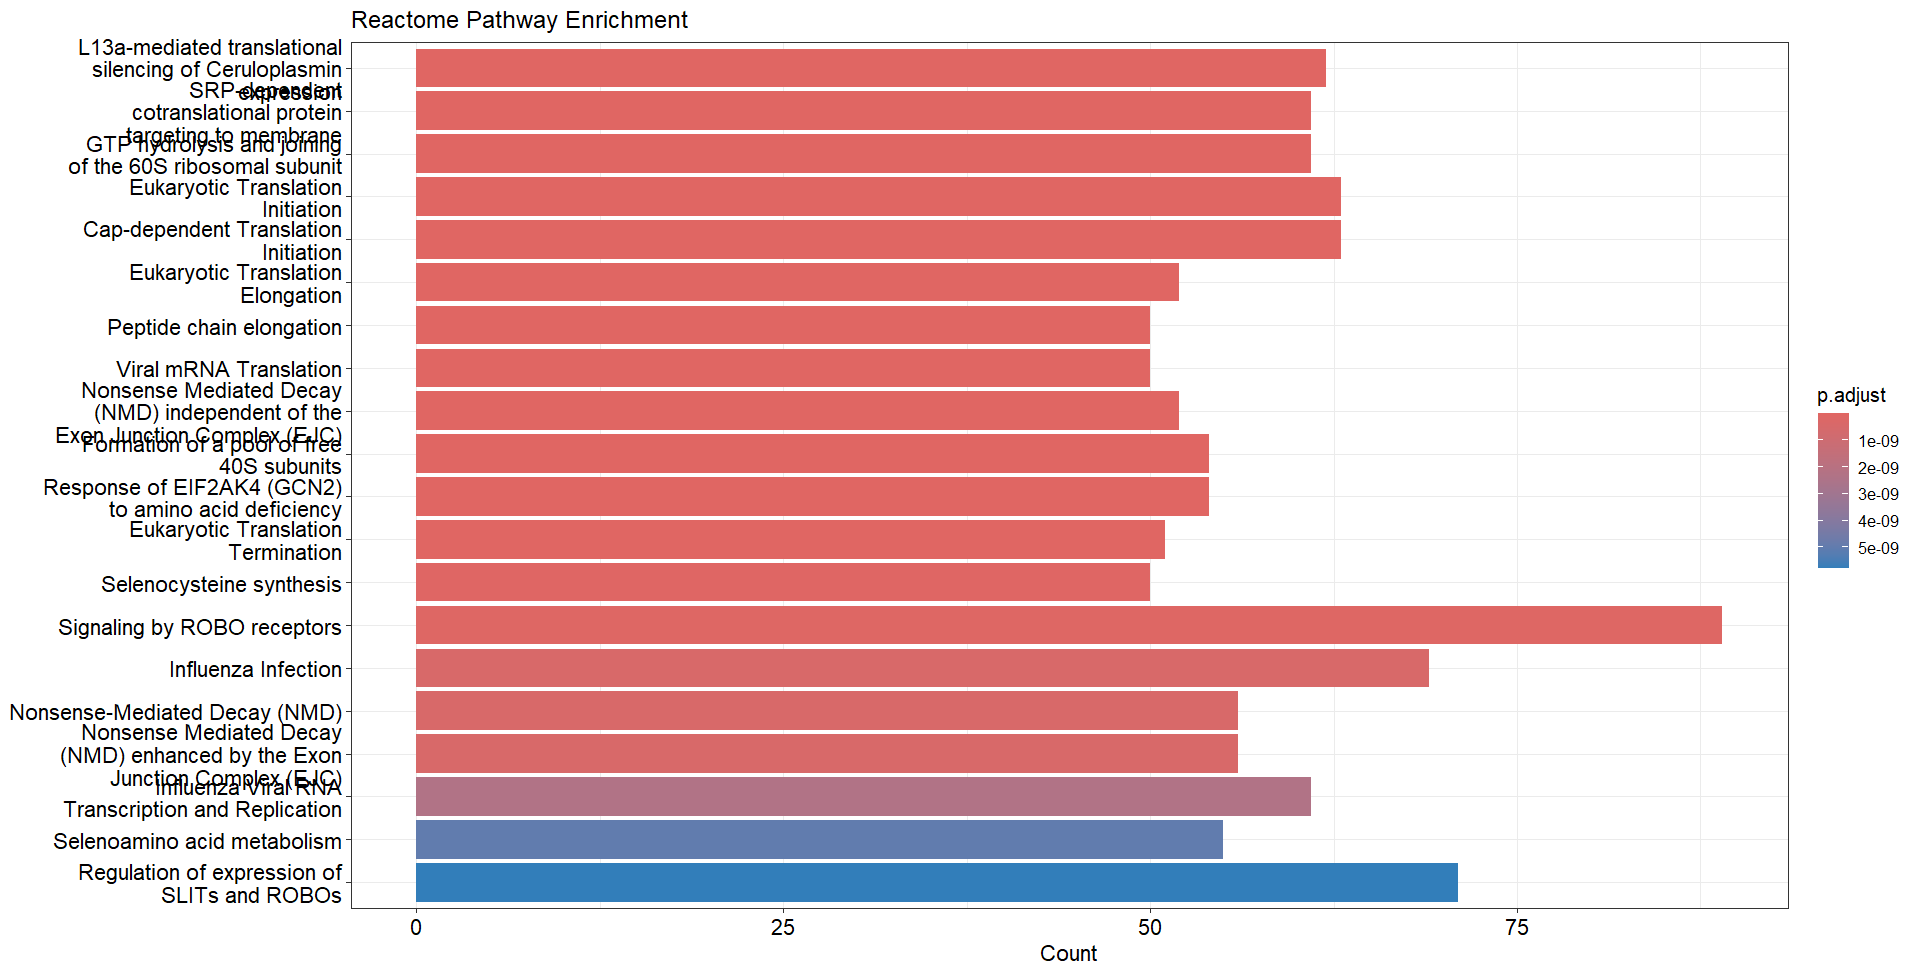 Reactome Pathway Enrichment
L13a-mediated translational
silencing of Ceruloplasmin
expression
SRP-dependent
cotranslational protein
targeting to membrane
GTP hydrolysis and joining
of the 60S ribosomal subunit
Eukaryotic Translation
Initiation
Cap-dependent Translation
Initiation
Eukaryotic Translation
Elongation
Peptide chain elongation
Viral mRNA Translation
Nonsense Mediated Decay
(NMD) independent of the
Exon Junction Complex (EJC)
Formation of a pool of free
40S subunits
Response of EIF2AK4 (GCN2)
to amino acid deficiency
Eukaryotic Translation
Termination
Selenocysteine synthesis
Signaling by ROBO receptors
Influenza Infection
Nonsense-Mediated Decay (NMD)
Nonsense Mediated Decay
(NMD) enhanced by the Exon
Junction Complex (EJC)
Influenza Viral RNA
Transcription and Replication
Selenoamino acid metabolism
Regulation of expression of
SLITs and ROBOs
0 25 50 75
Count
p.adjust
1e-09
2e-09
3e-09
4e-09
5e-09